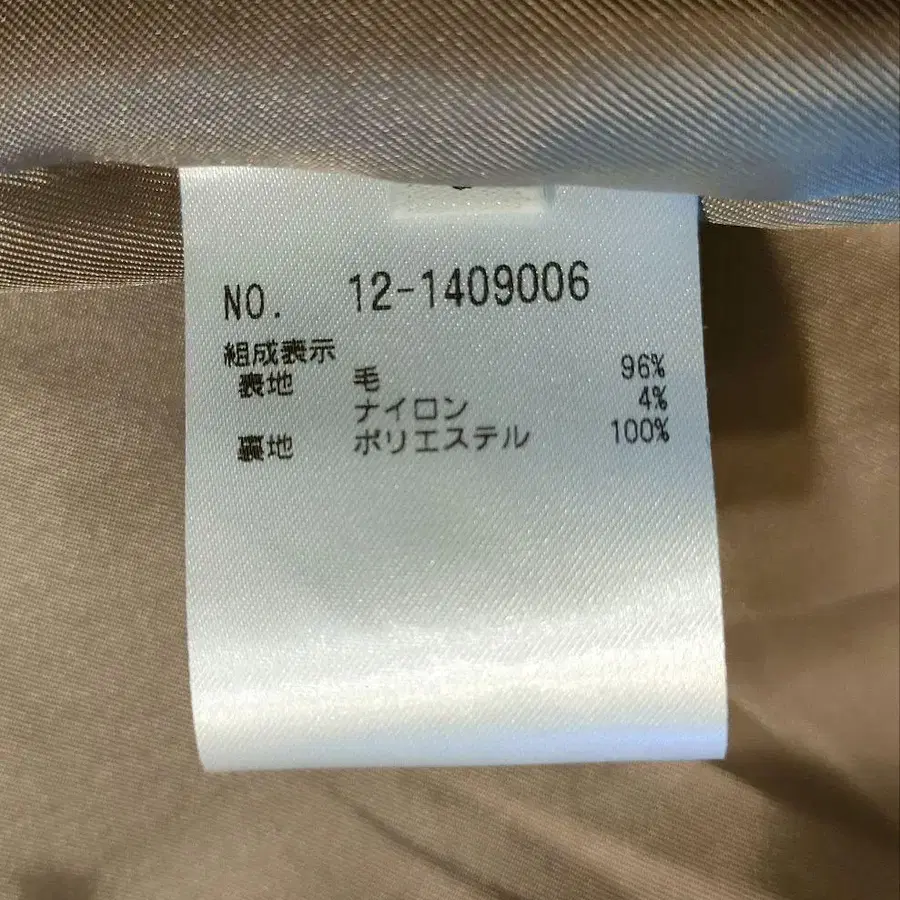 NO. 12-1409006
組成表示
表地 毛 96%
ナイロン 4%
裏地 ポリエステル 100%